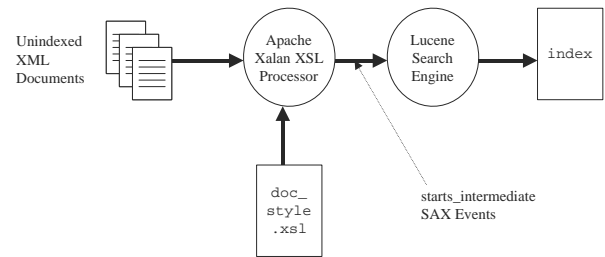 Unindexed
XML
Documents
Apache
Xalan XSL
Processor
Lucene
Search
Engine
index
doc_
style
.xsl
starts_intermediate
SAX Events